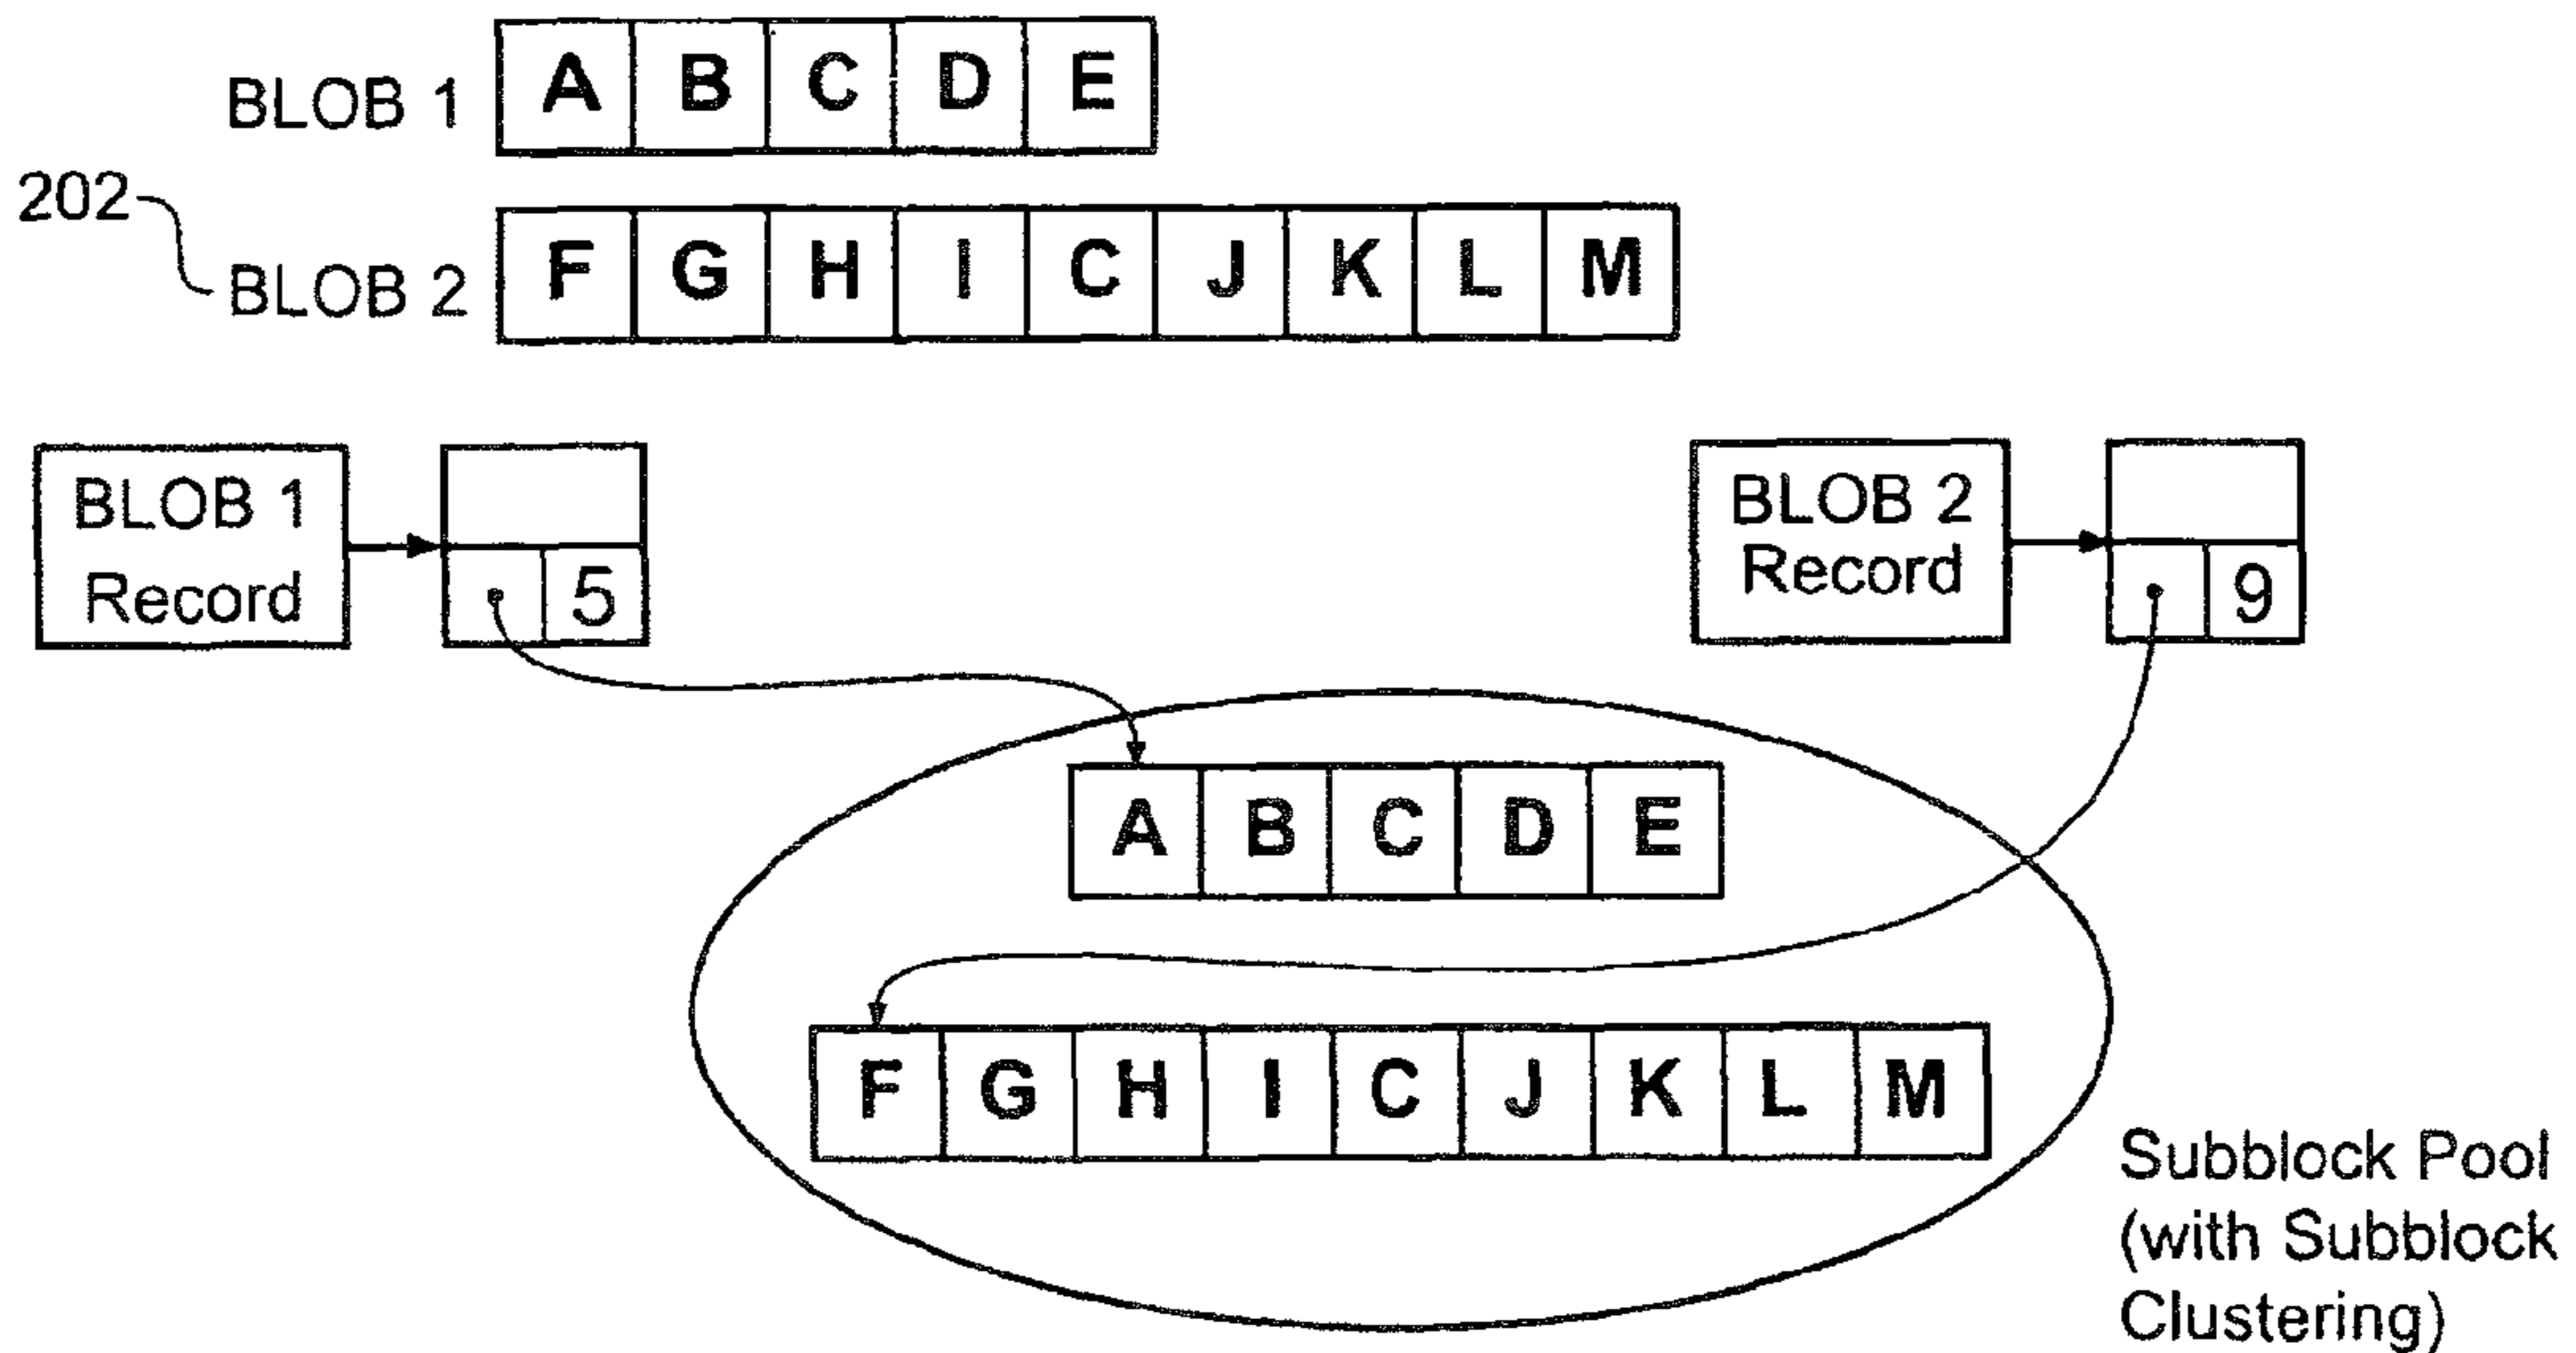 BLOB 1 A B C D E
202
BLOB 2 F G H I C J K L M
BLOB 1
Record
5
BLOB 2
Record
9
A B C D E
F G H I C J K L M
Subblock Pool
(with Subblock
Clustering)